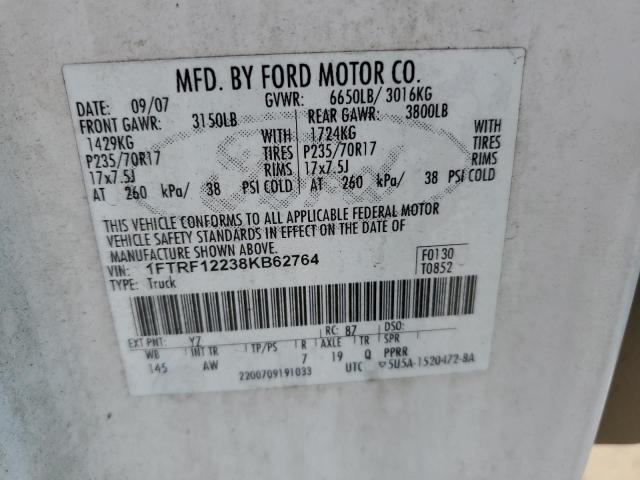 MFD. BY FORD MOTOR CO.
DATE: 09/07 GVWR: 6650LB/ 3016KG
FRONT GAWR: 3150LB REAR GAWR: 3800LB
1429KG WITH 1724KG WITH
P235/70R17 TIRES P235/70R17 TIRES
17x7.5J RIMS 17x7.5J RIMS
AT 260 kPa/ 38 PSI COLD AT 260 kPa/ 38 PSI COLD
THIS VEHICLE CONFORMS TO ALL APPLICABLE FEDERAL MOTOR
VEHICLE SAFETY STANDARDS IN EFFECT ON THE DATE OF
MANUFACTURE SHOWN ABOVE.
VIN: 1FTRF12238KB62764 F0130
TYPE: Truck T0852
EXT PNT: YZ RC: 87 DSO:
WB INT TR TP/PS R AXLE TR SPR
145 AW 7 19 Q PPRR
2200709191033 UTC 5U5A-1520472-BA